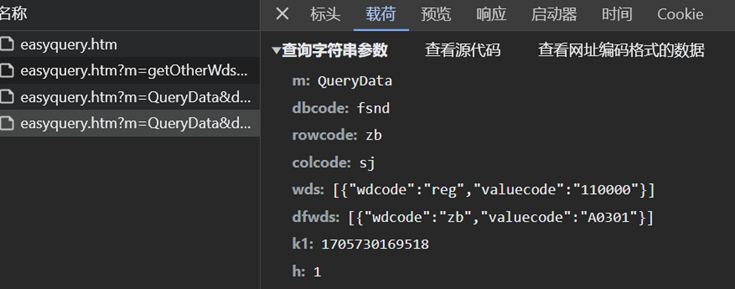 名称
easyquery.htm
easyquery.htm?m=getOtherWds...
easyquery.htm?m=QueryData&d...
easyquery.htm?m=QueryData&d...
标头 载荷 预览 响应 启动器 时间 Cookie
查询字符串参数 查看源代码 查看网址编码格式的数据
m: QueryData
dbcode: fsnd
rowcode: zb
colcode: sj
wds: [{"wdcode":"reg","valuecode":"110000"}]
dfwds: [{"wdcode":"zb","valuecode":"A0301"}]
k1: 1705730169518
h: 1